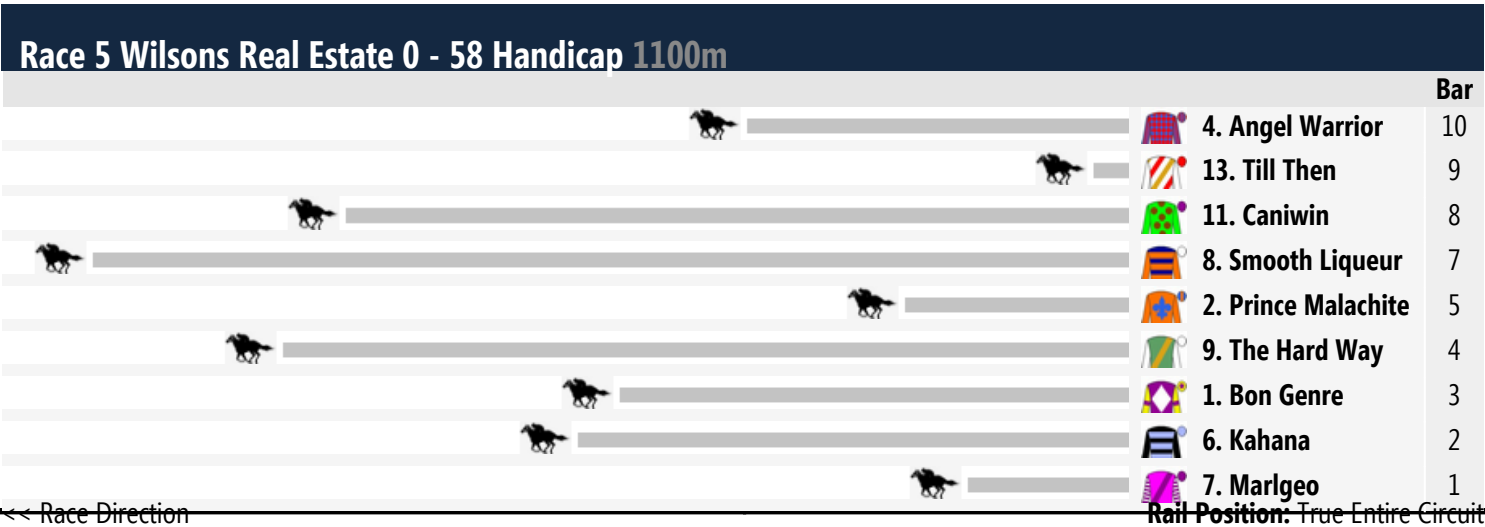 Race 5 Wilsons Real Estate 0 - 58 Handicap 1100m
Bar
4. Angel Warrior 10
13. Till Then 9
11. Caniwin 8
8. Smooth Liqueur 7
2. Prince Malachite 5
9. The Hard Way 4
1. Bon Genre 3
6. Kahana 2
7. Marlgeo 1
<< Race Direction Rail Position: True Entire Circuit